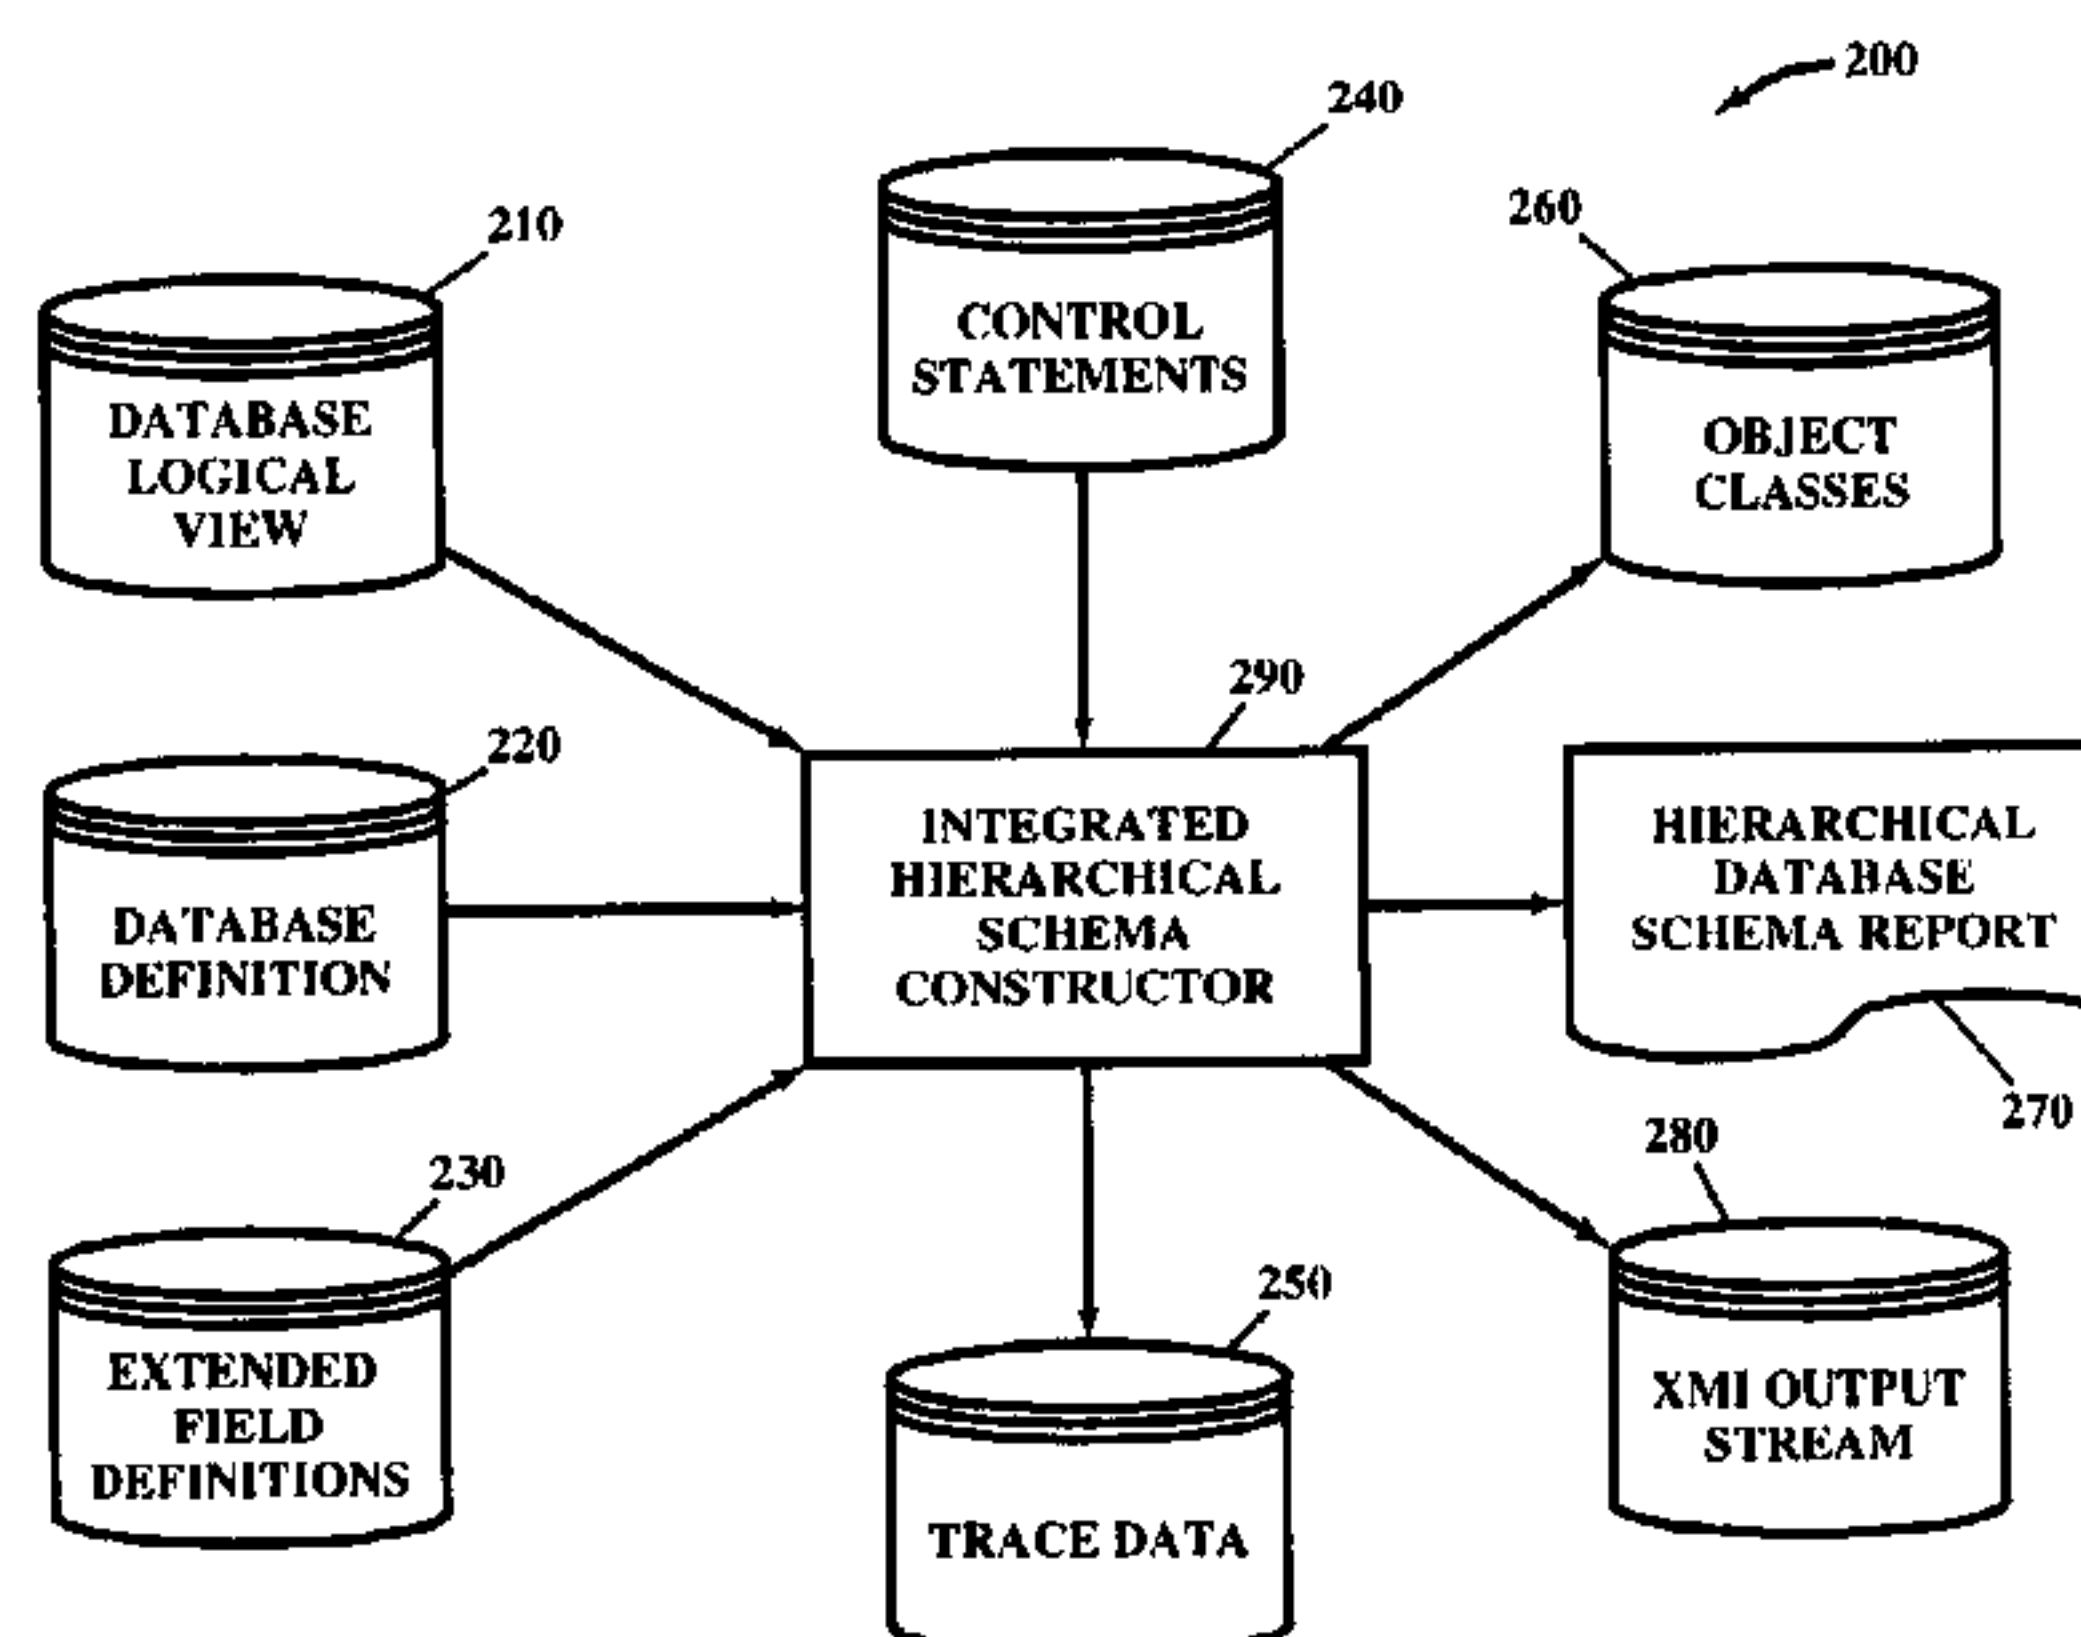 200
240
260
210
CONTROL
STATEMENTS
DATABASE
LOGICAL
VIEW
OBJECT
CLASSES
290
220
INTEGRATED
HIERARCHICAL
SCHEMA
CONSTRUCTOR
HIERARCHICAL
DATABASE
SCHEMA REPORT
DATABASE
DEFINITION
270
280
230
250
EXTENDED
FIELD
DEFINITIONS
XMI OUTPUT
STREAM
TRACE DATA